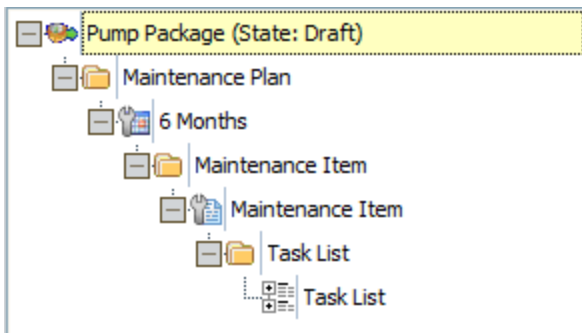 Pump Package (State: Draft)
Maintenance Plan
6 Months
Maintenance Item
Maintenance Item
Task List
Task List